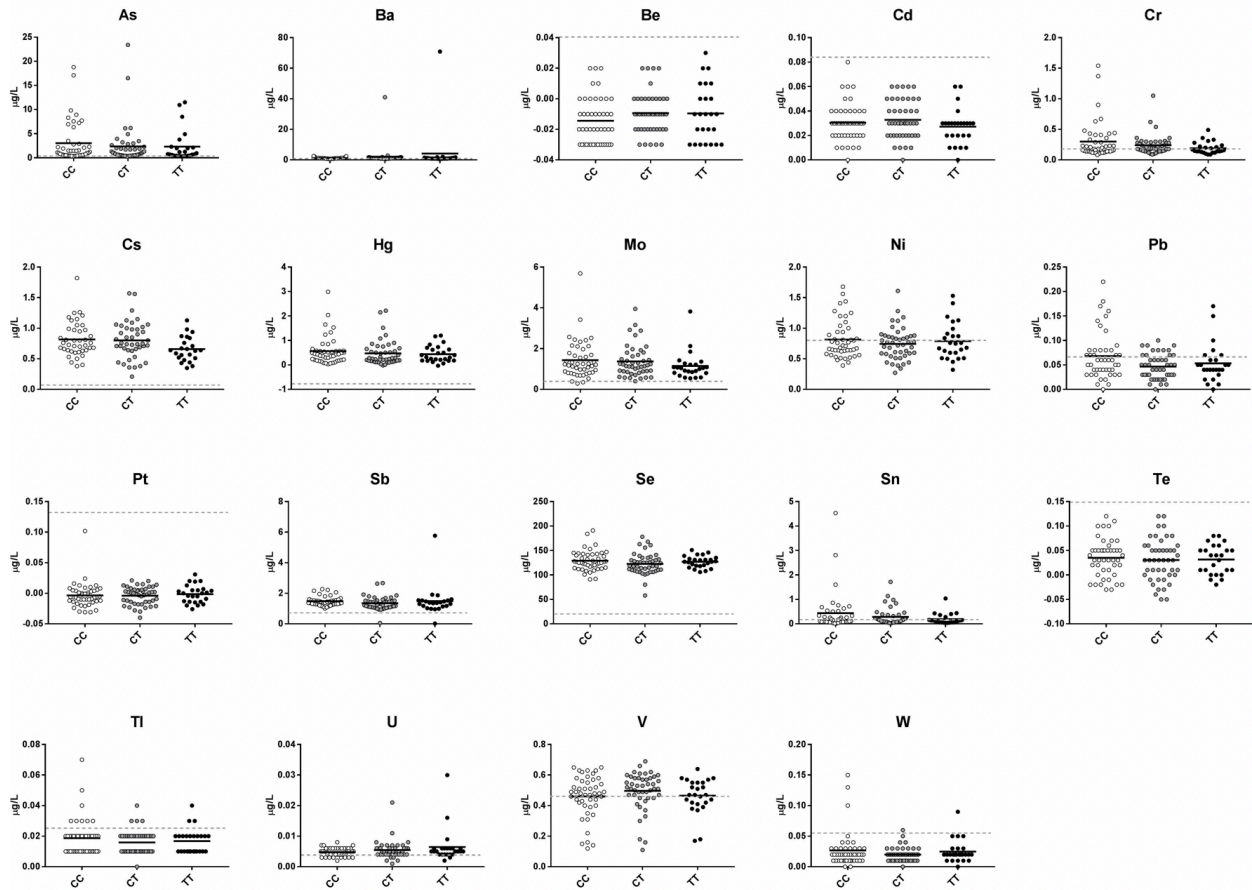 As
Ba
Be
Cd
Cr
25
20
15
10
5
0
µg/L
CC
CT
TT
80
60
40
20
0
µg/L
CC
CT
TT
0.04
0.02
0.00
-0.02
-0.04
µg/L
CC
CT
TT
0.10
0.08
0.06
0.04
0.02
0.00
µg/L
CC
CT
TT
2.0
1.5
1.0
0.5
0.0
µg/L
CC
CT
TT
Cs
Hg
Mo
Ni
Pb
2.0
1.5
1.0
0.5
0.0
µg/L
CC
CT
TT
4
3
2
1
0
-1
µg/L
CC
CT
TT
6
4
2
0
µg/L
CC
CT
TT
2.0
1.5
1.0
0.5
0.0
µg/L
CC
CT
TT
0.25
0.20
0.15
0.10
0.05
0.00
µg/L
CC
CT
TT
Pt
Sb
Se
Sn
Te
0.15
0.10
0.05
0.00
-0.05
µg/L
CC
CT
TT
8
6
4
2
0
µg/L
CC
CT
TT
250
200
150
100
50
0
µg/L
CC
CT
TT
5
4
3
2
1
0
µg/L
CC
CT
TT
0.15
0.10
0.05
0.00
-0.05
-0.10
µg/L
CC
CT
TT
Tl
U
V
W
0.08
0.06
0.04
0.02
0.00
µg/L
CC
CT
TT
0.04
0.03
0.02
0.01
0.00
µg/L
CC
CT
TT
0.8
0.6
0.4
0.2
0.0
µg/L
CC
CT
TT
0.20
0.15
0.10
0.05
0.00
µg/L
CC
CT
TT